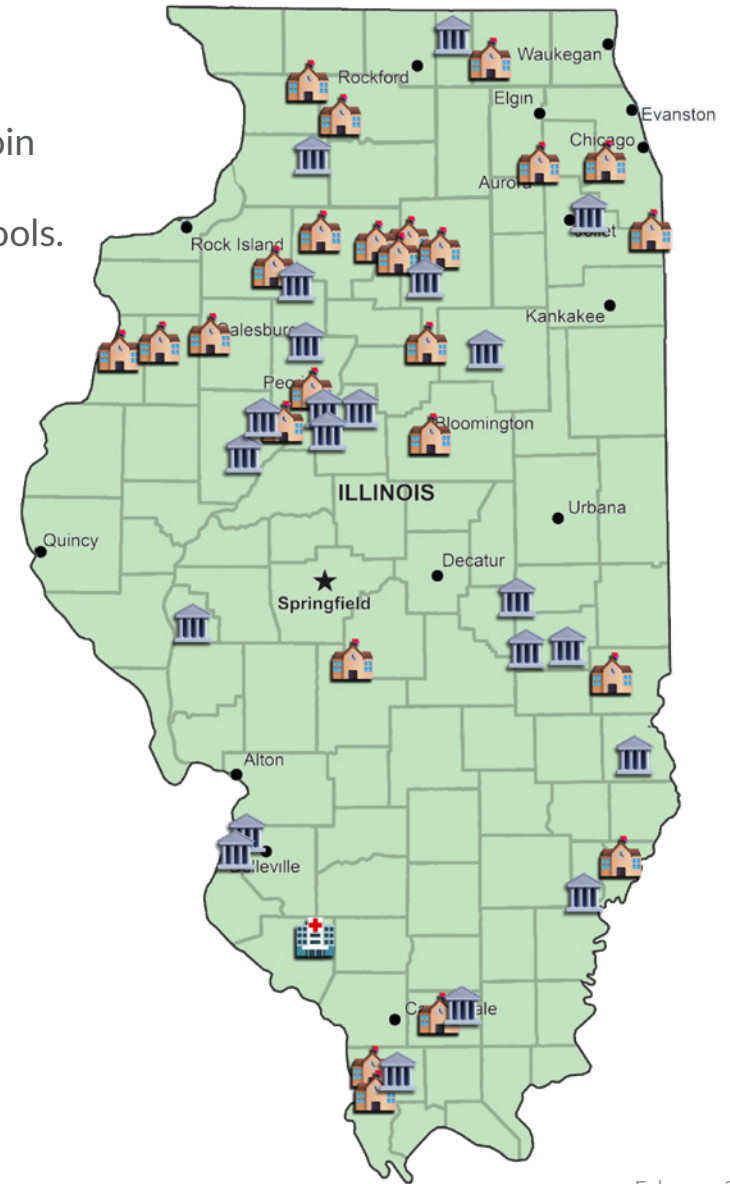 Waukegan
Rockford
Elgin
Evanston
Chicago
Aurora
Rock Island
Kankakee
Bloomington
ILLINOIS
Urbana
Quincy
Decatur
Springfield
Alton